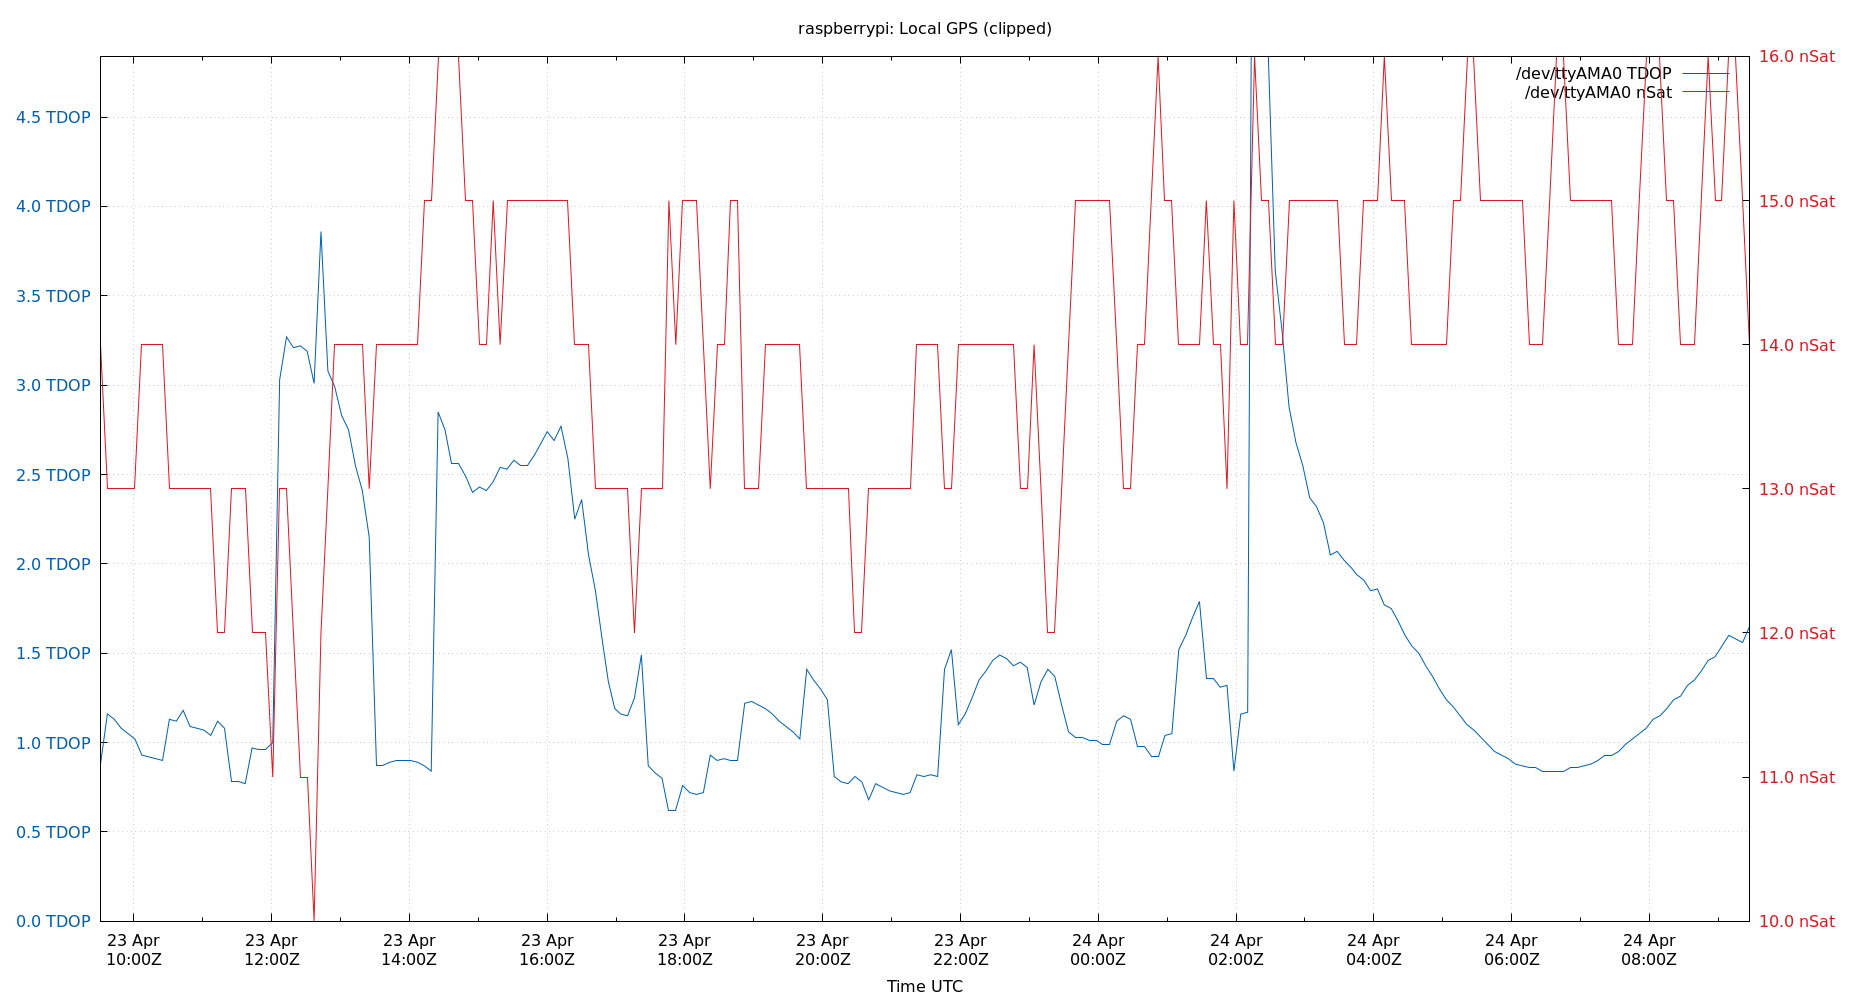 raspberrypi: Local GPS (clipped)
/dev/ttyAMA0 TDOP
/dev/ttyAMA0 nSat
4.5 TDOP
4.0 TDOP
3.5 TDOP
3.0 TDOP
2.5 TDOP
2.0 TDOP
1.5 TDOP
1.0 TDOP
0.5 TDOP
0.0 TDOP
16.0 nSat
15.0 nSat
14.0 nSat
13.0 nSat
12.0 nSat
11.0 nSat
10.0 nSat
23 Apr
10:00Z
23 Apr
12:00Z
23 Apr
14:00Z
23 Apr
16:00Z
23 Apr
18:00Z
23 Apr
20:00Z
23 Apr
22:00Z
24 Apr
00:00Z
24 Apr
02:00Z
24 Apr
04:00Z
24 Apr
06:00Z
24 Apr
08:00Z
Time UTC